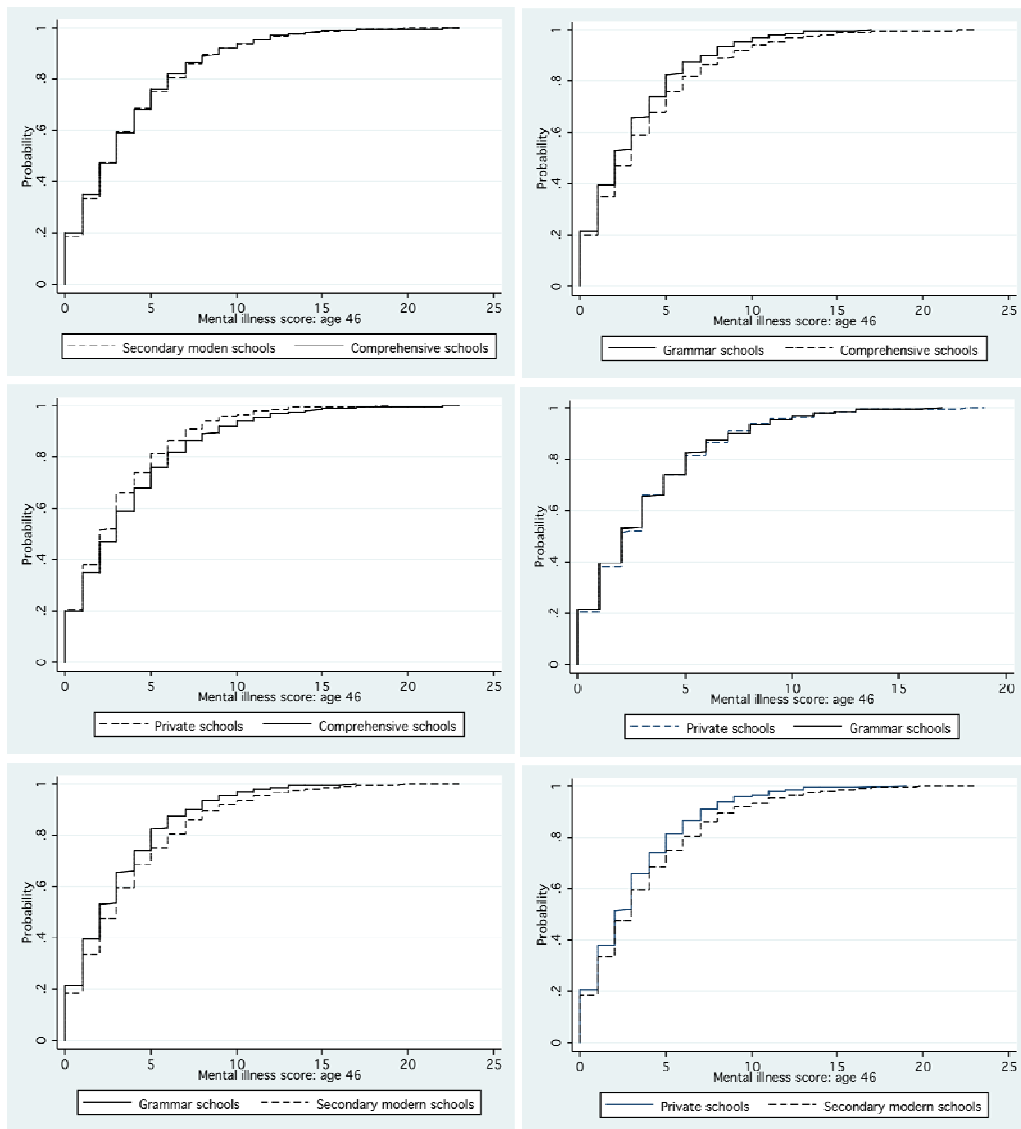 Probability
0 .2 .4 .6 .8 1
0 5 10 15 20 25
Mental illness score: age 46
Secondary moden schools Comprehensive schools
Probability
0 .2 .4 .6 .8 1
0 5 10 15 20 25
Mental illness score: age 46
Grammar schools Comprehensive schools
Probability
0 .2 .4 .6 .8 1
0 5 10 15 20 25
Mental illness score: age 46
Private schools Comprehensive schools
Probability
0 .2 .4 .6 .8 1
0 5 10 15 20
Mental illness score: age 46
Private schools Grammar schools
Probability
0 .2 .4 .6 .8 1
0 5 10 15 20 25
Mental illness score: age 46
Grammar schools Secondary modern schools
Probability
0 .2 .4 .6 .8 1
0 5 10 15 20 25
Mental illness score: age 46
Private schools Secondary modern schools